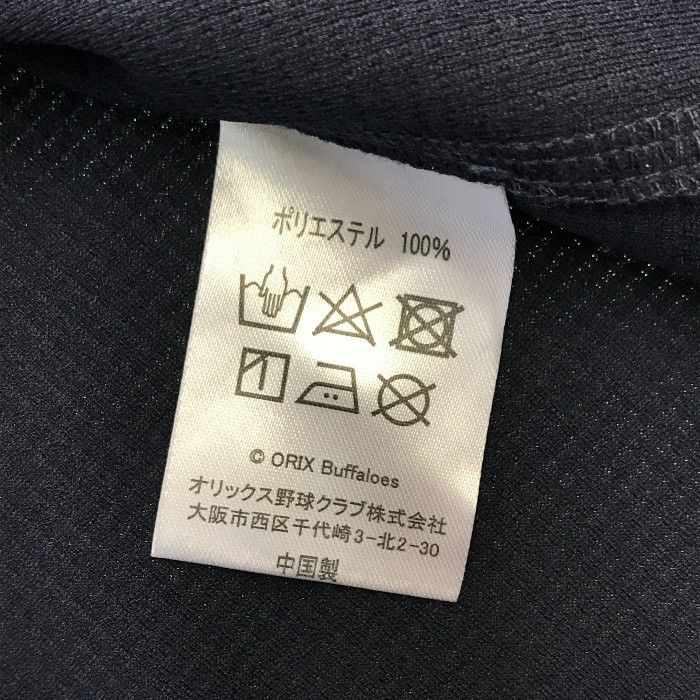 ポリエステル 100%
© ORIX Buffaloes
オリックス野球クラブ株式会社
大阪市西区千代崎3-北2-30
中国製